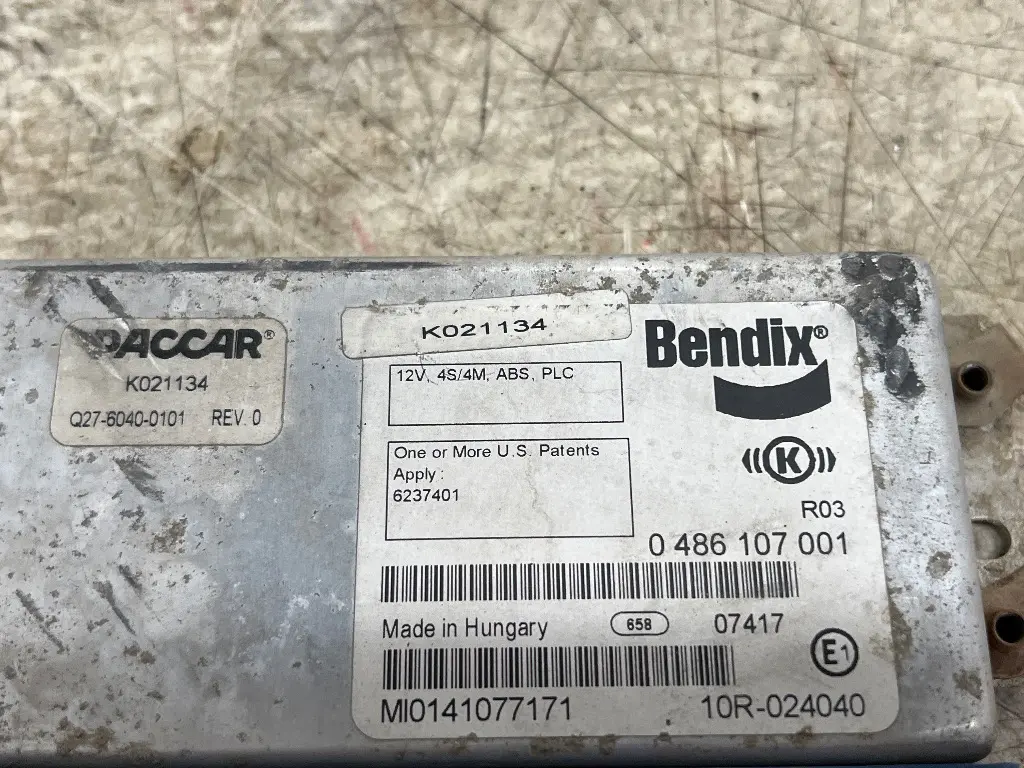 PACCAR®
K021134
Q27-6040-0101 REV. 0
K021134
Bendix®
12V, 4S/4M, ABS, PLC
One or More U.S. Patents
Apply :
6237401
K
R03
0 486 107 001
Made in Hungary 658 07417
E1
MI0141077171 10R-024040